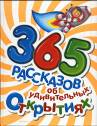 365
РАССКАЗОВ
об
удивительных
ОТКРЫТИЯХ